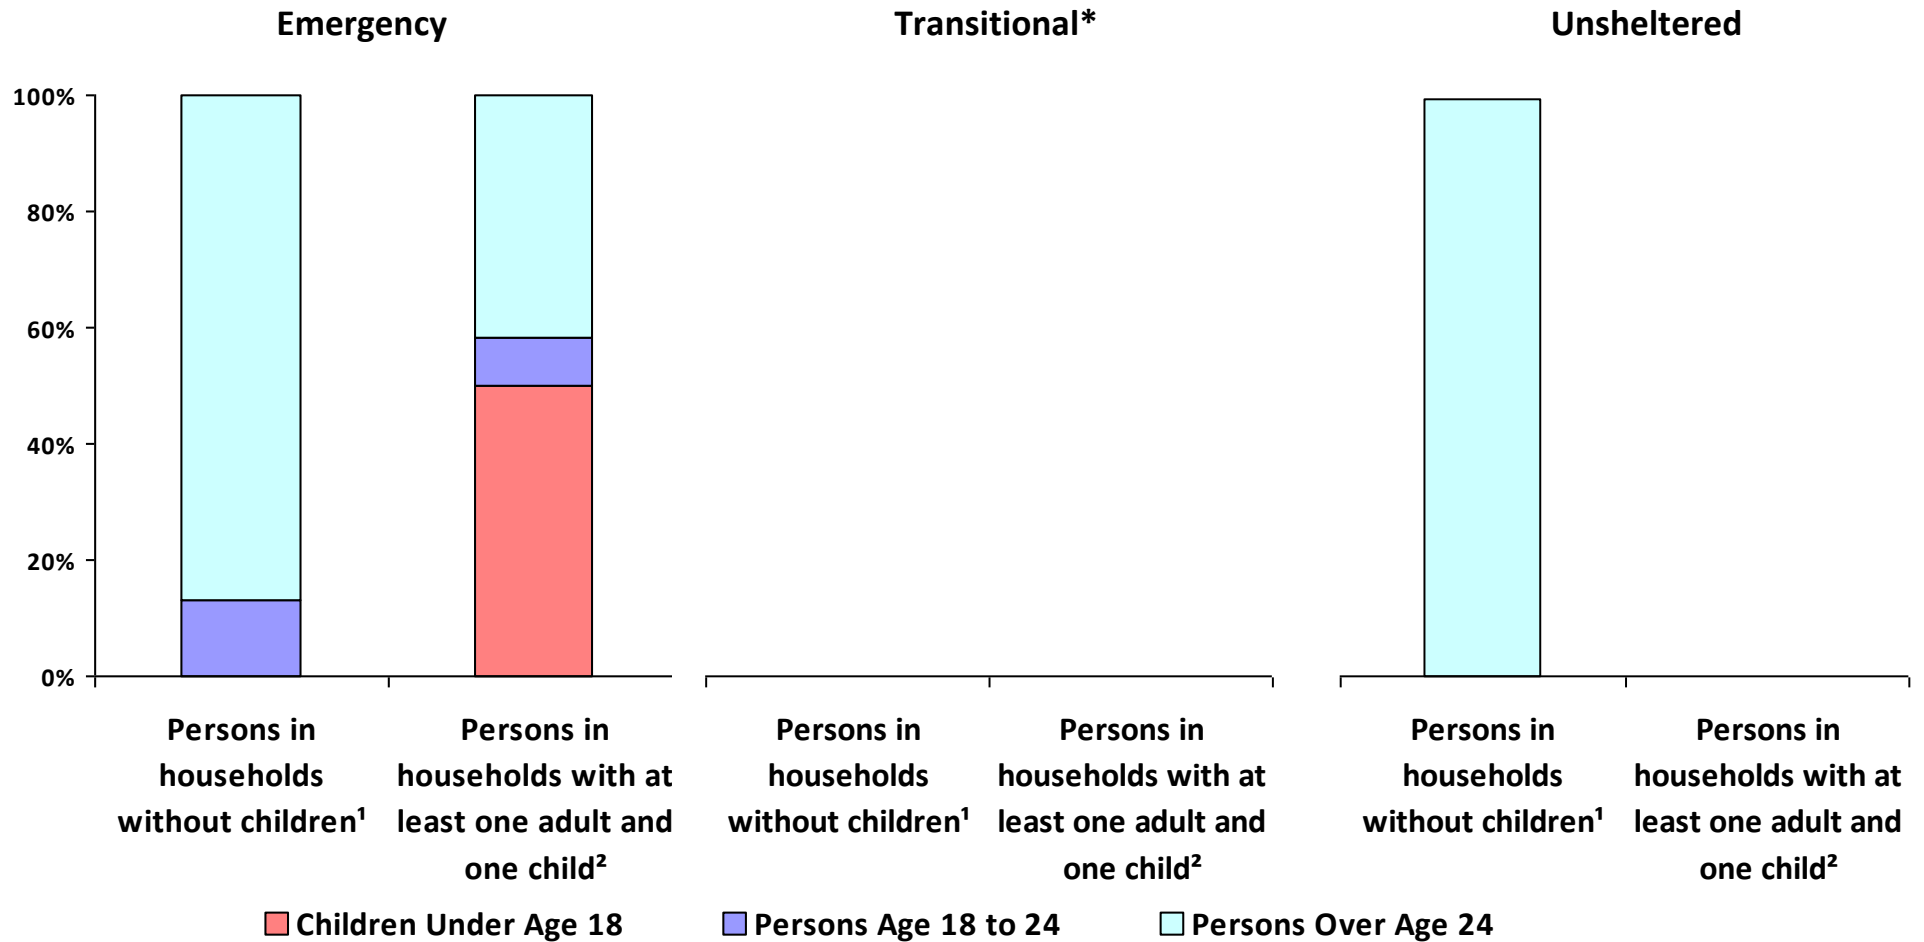 Emergency
Transitional*
Unsheltered
100%
80%
60%
40%
20%
0%
Persons in
households
without children¹
Persons in
households with at
least one adult and
one child²
Persons in
households
without children¹
Persons in
households with at
least one adult and
one child²
Persons in
households
without children¹
Persons in
households with at
least one adult and
one child²
Children Under Age 18
Persons Age 18 to 24
Persons Over Age 24